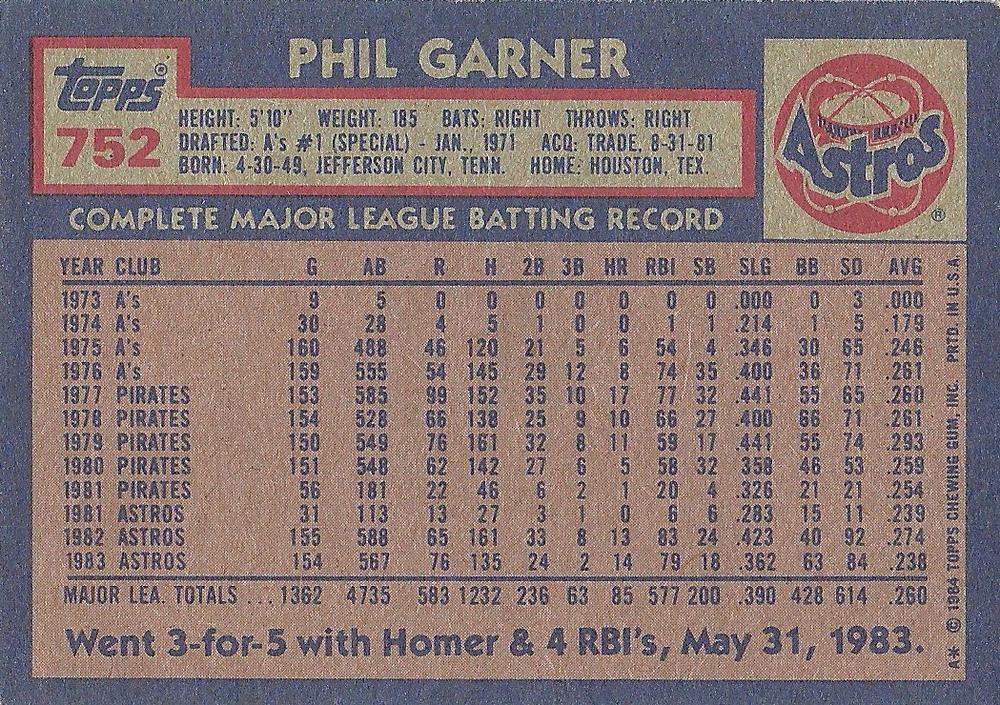 PHIL GARNER
topps®
752
HEIGHT: 5'10" WEIGHT: 185 BATS: RIGHT THROWS: RIGHT
DRAFTED: A's #1 (SPECIAL) - JAN., 1971 ACQ: TRADE, 8-31-81
BORN: 4-30-49, JEFFERSON CITY, TENN. HOME: HOUSTON, TEX.
Astros
®
COMPLETE MAJOR LEAGUE BATTING RECORD
YEAR CLUB G AB R H 2B 3B HR RBI SB SLG BB SO AVG
1973 A's 9 5 0 0 0 0 0 0 0 .000 0 3 .000
1974 A's 30 28 4 5 1 0 0 1 1 .214 1 5 .179
1975 A's 160 488 46 120 21 5 6 54 4 .346 30 65 .246
1976 A's 159 555 54 145 29 12 8 74 35 .400 36 71 .261
1977 PIRATES 153 585 99 152 35 10 17 77 32 .441 55 65 .260
1978 PIRATES 154 528 66 138 25 9 10 66 27 .400 66 71 .261
1979 PIRATES 150 549 76 161 32 8 11 59 17 .441 55 74 .293
1980 PIRATES 151 548 62 142 27 6 5 58 32 .358 46 53 .259
1981 PIRATES 56 181 22 46 6 2 1 20 4 .326 21 21 .254
1981 ASTROS 31 113 13 27 3 1 0 6 6 .283 15 11 .239
1982 ASTROS 155 588 65 161 33 8 13 83 24 .423 40 92 .274
1983 ASTROS 154 567 76 135 24 2 14 79 18 .362 63 84 .238
MAJOR LEA. TOTALS ... 1362 4735 583 1232 236 63 85 577 200 .390 428 614 .260
Went 3-for-5 with Homer & 4 RBI's, May 31, 1983.
A* © 1984 TOPPS CHEWING GUM, INC. PRTD. IN U.S.A.